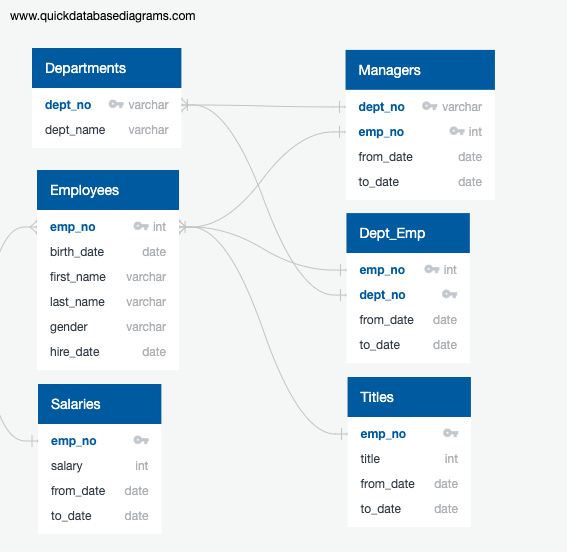 www.quickdatabasediagrams.com
Departments
dept_no varchar
dept_name varchar
Employees
emp_no int
birth_date date
first_name varchar
last_name varchar
gender varchar
hire_date date
Salaries
emp_no
salary int
from_date date
to_date date
Managers
dept_no varchar
emp_no int
from_date date
to_date date
Dept_Emp
emp_no int
dept_no
from_date date
to_date date
Titles
emp_no
title int
from_date date
to_date date